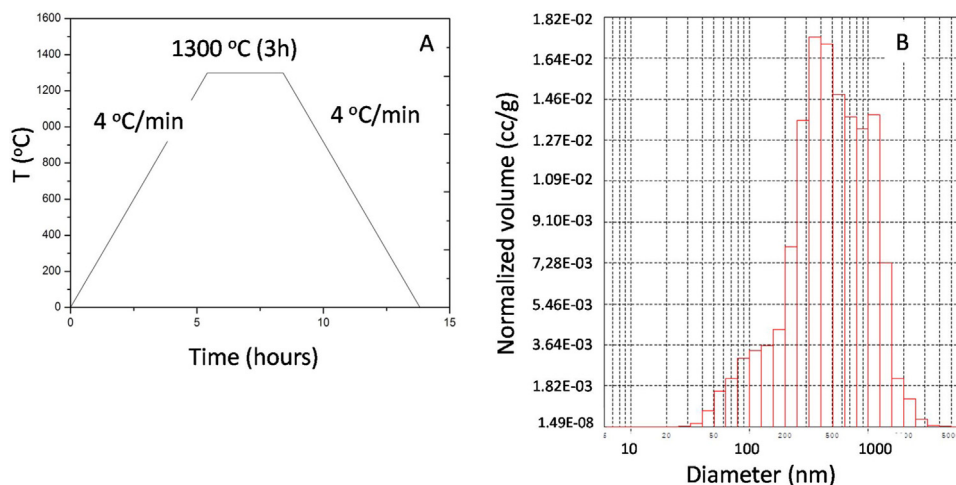 A
1300 °C (3h)
4 °C/min
4 °C/min
1600
1400
1200
000
800
600
400
200
0
T (°C)
0
5
10
15
Time (hours)
B
1.82E-02
1.64E-02
1.46E-02
1.27E-02
1.09E-02
9.10E-03
7,28E-03
5.46E-03
3.64E-03
1.82E-03
1.49E-08
Normalized volume (cc/g)
10
20
50
100
200
500
1000
Diameter (nm)